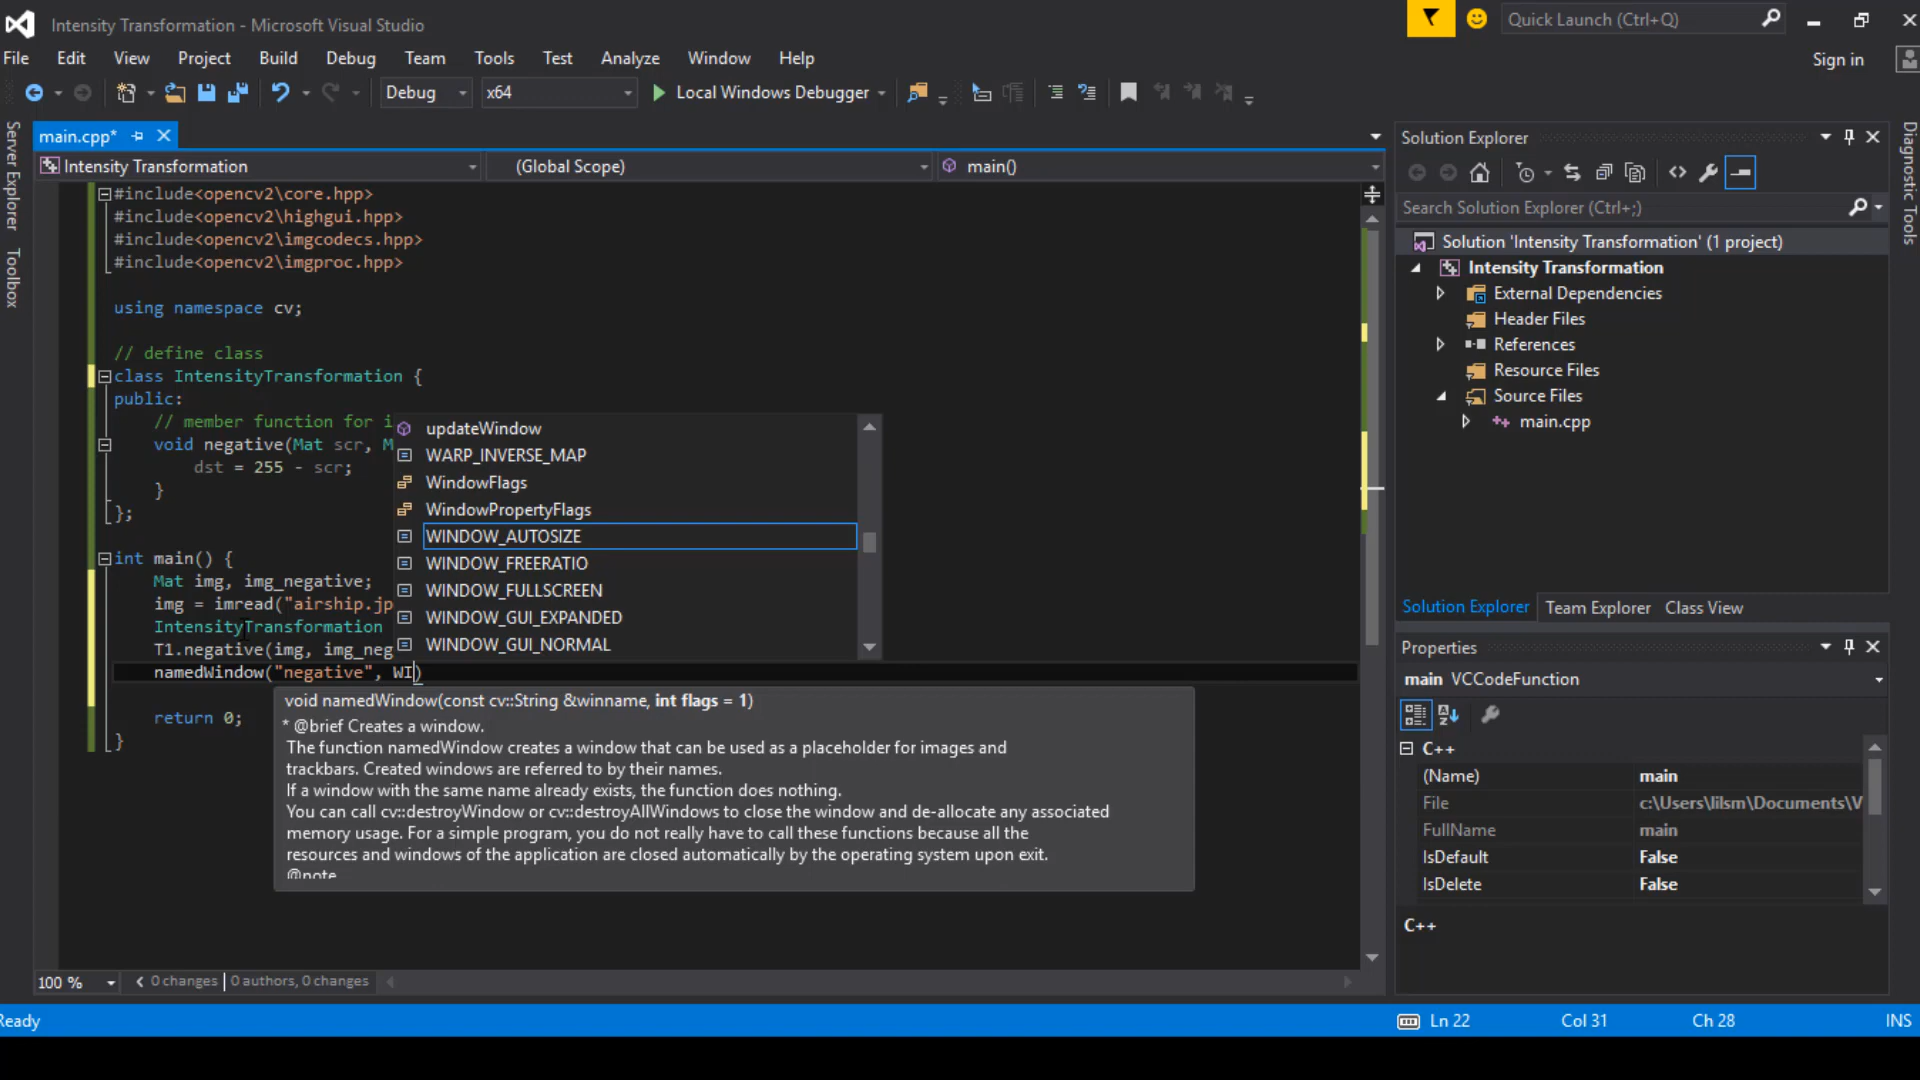 Intensity Transformation - Microsoft Visual Studio
Quick Launch (Ctrl+Q)
File Edit View Project Build Debug Team Tools Test Analyze Window Help
Sign in
Debug x64 Local Windows Debugger
Server Explorer
Toolbox
main.cpp*
Intensity Transformation (Global Scope) main()
#include<opencv2\core.hpp>
#include<opencv2\highgui.hpp>
#include<opencv2\imgcodecs.hpp>
#include<opencv2\imgproc.hpp>
using namespace cv;
// define class
class IntensityTransformation {
public:
// member function for i
void negative(Mat scr, M
dst = 255 - scr;
}
};
int main() {
Mat img, img_negative;
img = imread("airship.jp
IntensityTransformation
T1.negative(img, img_neg
namedWindow("negative", WI)
return 0;
}
updateWindow
WARP_INVERSE_MAP
WindowFlags
WindowPropertyFlags
WINDOW_AUTOSIZE
WINDOW_FREERATIO
WINDOW_FULLSCREEN
WINDOW_GUI_EXPANDED
WINDOW_GUI_NORMAL
void namedWindow(const cv::String &winname, int flags = 1)
* @brief Creates a window.
The function namedWindow creates a window that can be used as a placeholder for images and
trackbars. Created windows are referred to by their names.
If a window with the same name already exists, the function does nothing.
You can call cv::destroyWindow or cv::destroyAllWindows to close the window and de-allocate any associated
memory usage. For a simple program, you do not really have to call these functions because all the
resources and windows of the application are closed automatically by the operating system upon exit.
@note
100 % 0 changes | 0 authors, 0 changes
Solution Explorer
Search Solution Explorer (Ctrl+;)
Solution 'Intensity Transformation' (1 project)
Intensity Transformation
External Dependencies
Header Files
References
Resource Files
Source Files
main.cpp
Solution Explorer Team Explorer Class View
Properties
main VCCodeFunction
C++
(Name) main
File c:\Users\lilsm\Documents\V
FullName main
IsDefault False
IsDelete False
C++
Diagnostic Tools
Ready Ln 22 Col 31 Ch 28 INS